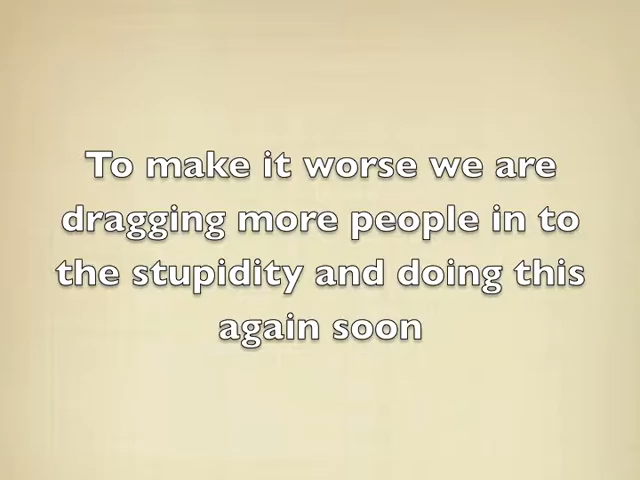 To make it worse we are
dragging more people in to
the stupidity and doing this
again soon